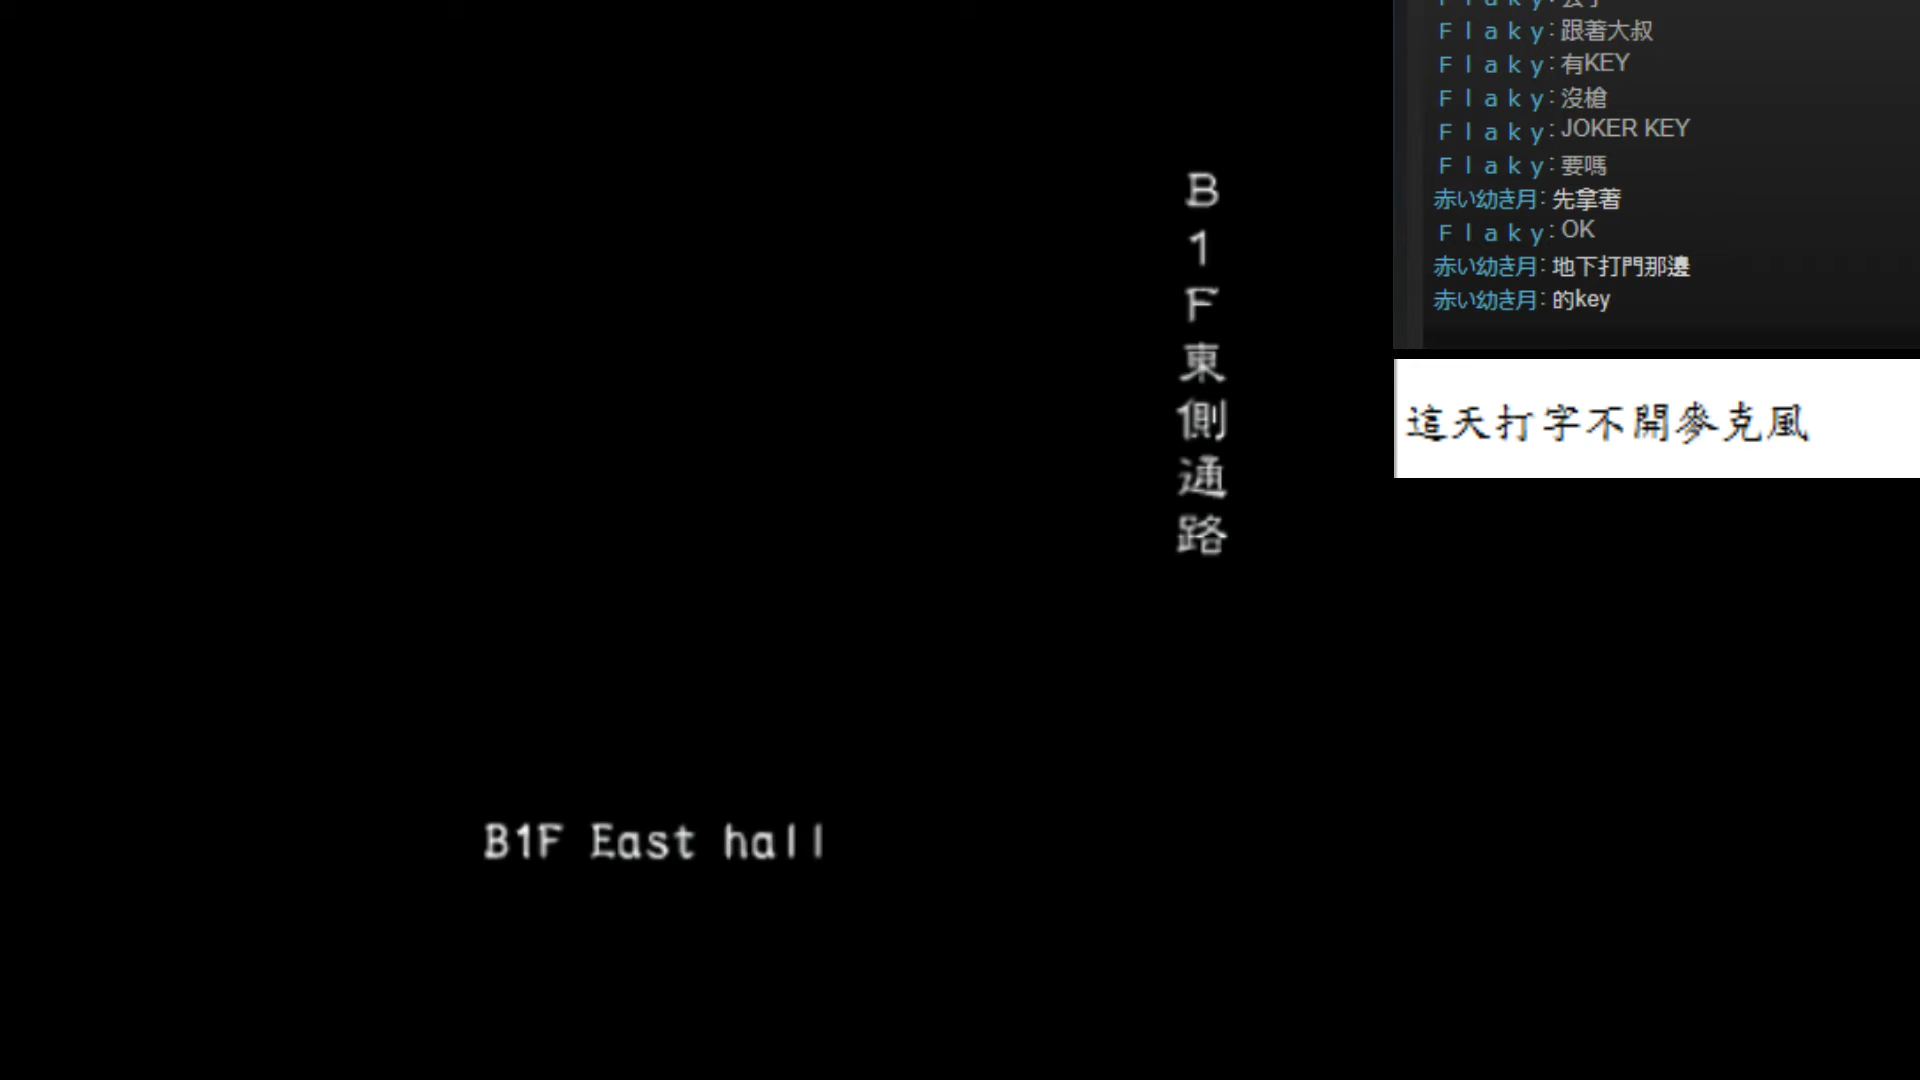 B1F東側通路
B1F East hall
Flaky: 跟著大叔
Flaky: 有KEY
Flaky: 沒槍
Flaky: JOKER KEY
Flaky: 要嗎
赤い幼き月: 先拿著
Flaky: OK
赤い幼き月: 地下打門那邊
赤い幼き月: 的key
這天打字不開麥克風